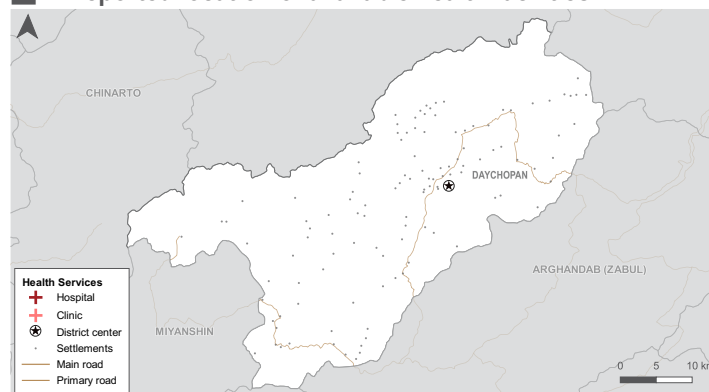 CHINARTO
DAYCHOPAN
ARGHANDAB (ZABUL)
MIYANSHIN
Health Services
Hospital
Clinic
District center
Settlements
Main road
Primary road
0 5 10 km